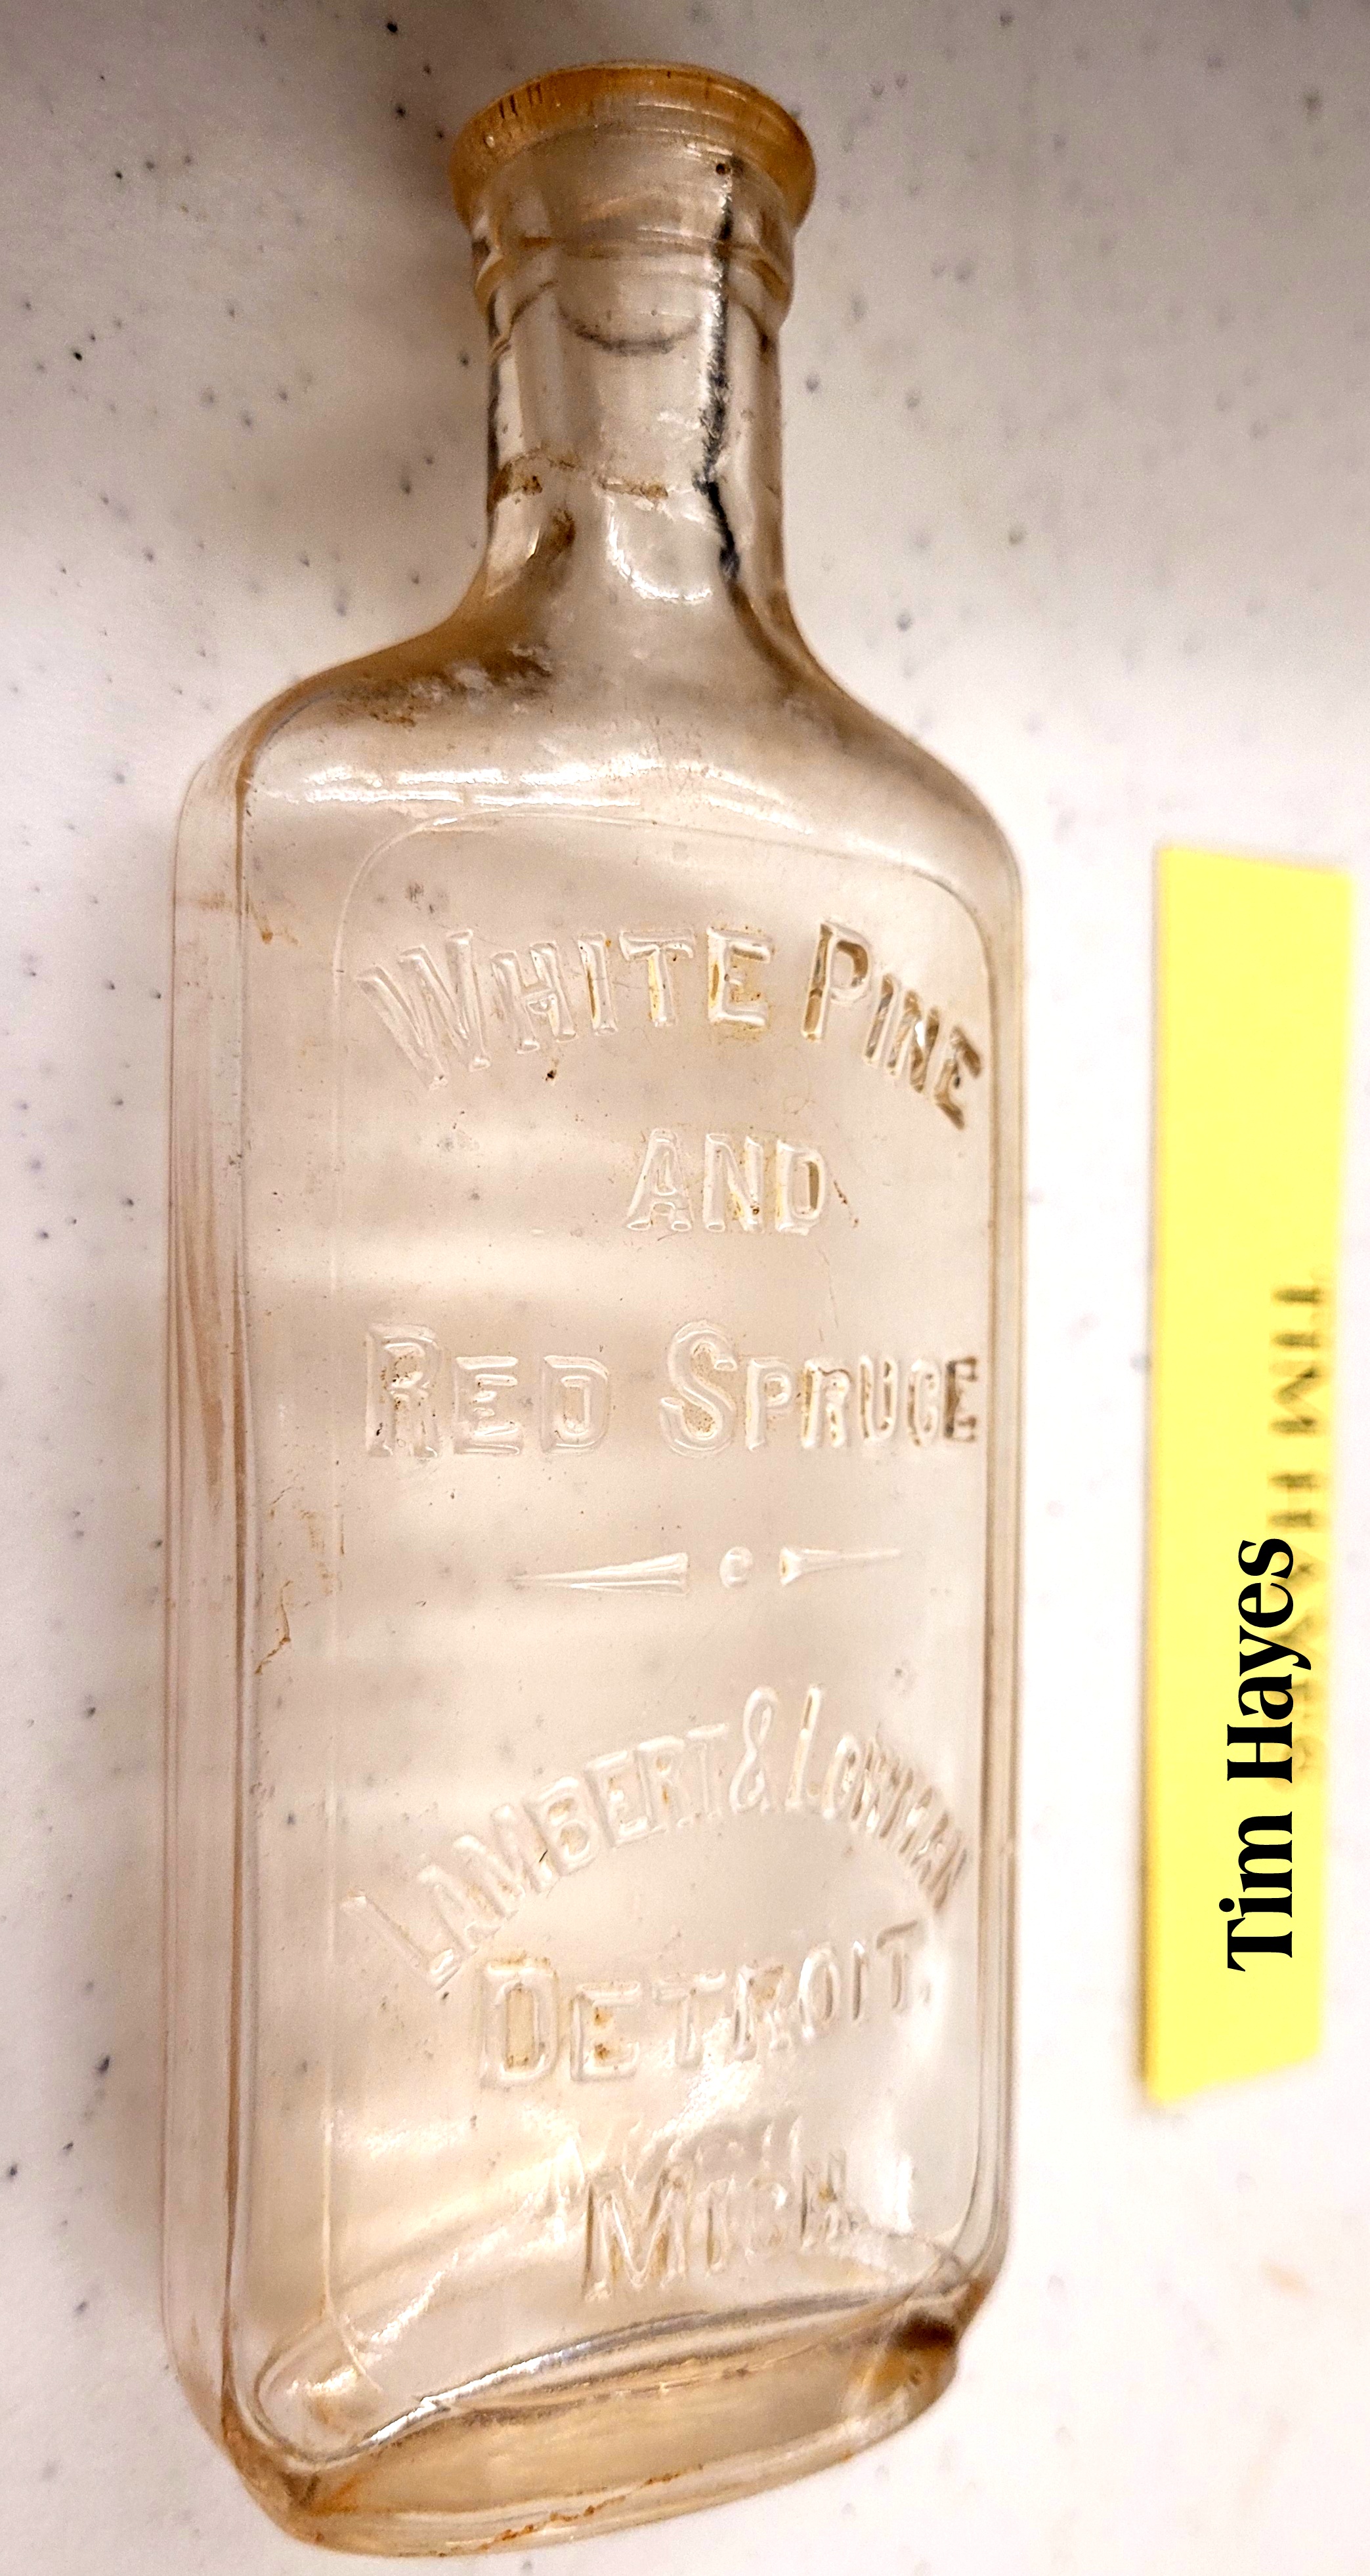 WHITE PINE
AND
RED SPRUCE
LAMBERT & LOWMAN
DETROIT.
MICH.
Tim Hayes